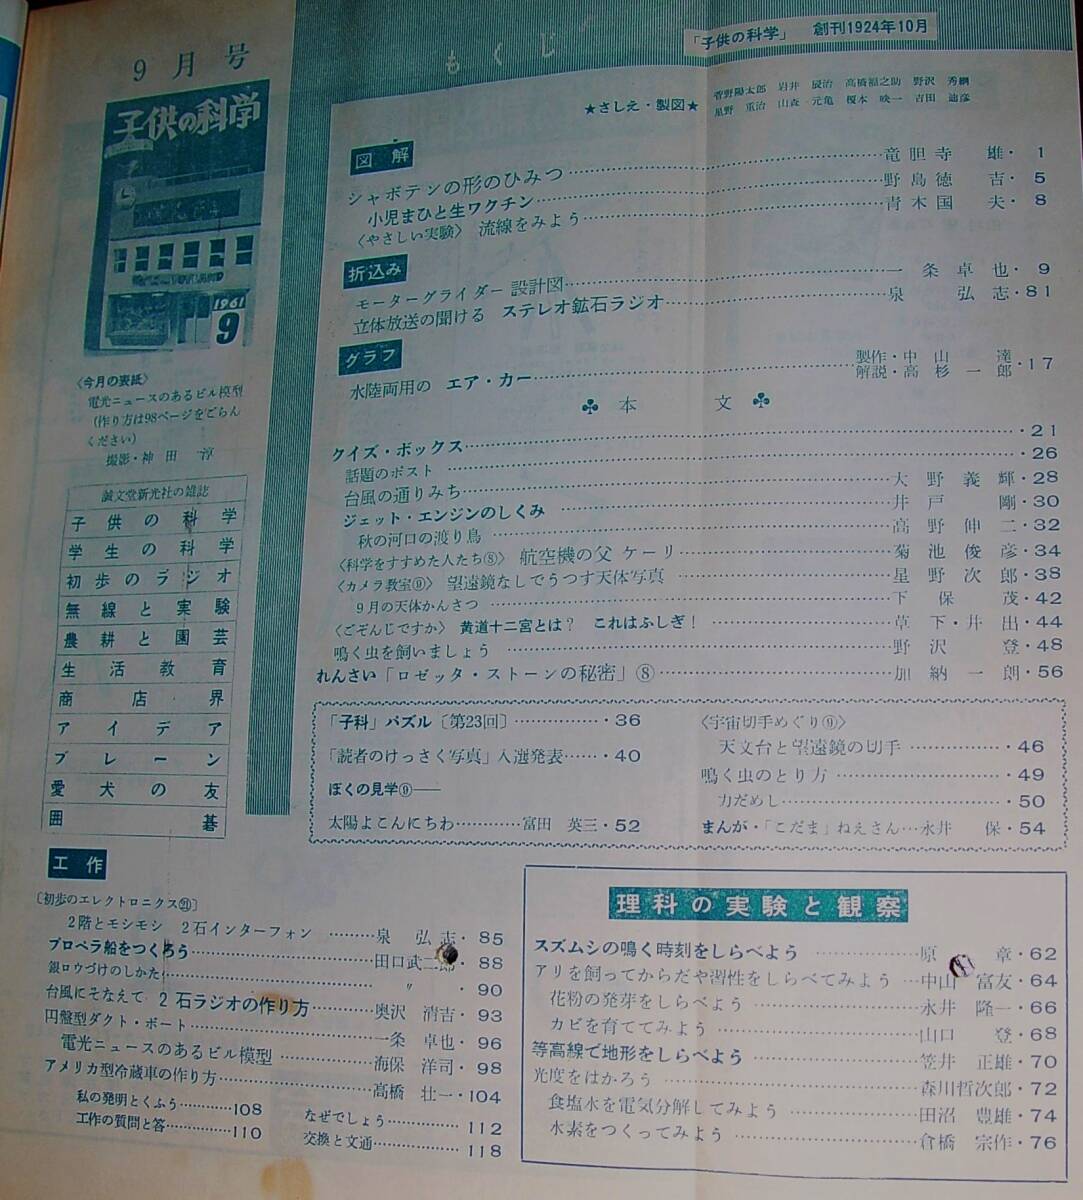 もくじ
「子供の科学」 創刊1924年10月
9月号
子供の科学
1961
9
〈今月の表紙〉
電光ニュースのあるビル模型
(作り方は98ページをごらん
ください)
撮影・神田 淳
誠文堂新光社の雑誌
子供の科学
学生の科学
初歩のラジオ
無線と実験
農耕と園芸
生活教育
商店界
アイデア
ブレーン
愛犬の友
囲碁
★さしえ・製図★
菅野陽太郎 岩井辰治 高橋福之助 野沢秀綱
星野重治 山森元亀 榎本映一 吉田迪彦
図解
シャボテンの形のひみつ……竜胆寺 雄・1
小児まひと生ワクチン……野島徳吉・5
〈やさしい実験〉 流線をみよう……青木国夫・8
折込み
モーターグライダー設計図……一条卓也・9
立体放送の聞ける ステレオ鉱石ラジオ……泉 弘志・81
グラフ
水陸両用の エア・カー……製作・中山 達 解説・高杉一郎・17
♣ 本文 ♣
クイズ・ボックス……・21
話題のポスト……・26
台風の通りみち……大野義輝・28
ジェット・エンジンのしくみ……井戸 剛・30
秋の河口の渡り鳥……高野伸二・32
〈科学をすすめた人たち⑧〉 航空機の父 ケーリ……菊池俊彦・34
〈カメラ教室⑨〉 望遠鏡なしでうつす天体写真……星野次郎・38
9月の天体かんさつ……下保 茂・42
〈ごぞんじですか〉 黄道十二宮とは? これはふしぎ!……草下・井出・44
鳴く虫を飼いましょう……野沢 登・48
れんさい「ロゼッタ・ストーンの秘密」⑧……加納一朗・56
「子科」パズル〔第23回〕……・36
「読者のけっさく写真」入選発表……・40
ぼくの見学⑨──
太陽よこんにちわ……富田英三・52
〈宇宙切手めぐり⑨〉
天文台と望遠鏡の切手……・46
鳴く虫のとり方……・49
力だめし……・50
まんが・「こだま」ねえさん…永井 保・54
工作
〔初歩のエレクトロニクス㉑〕
2階とモシモシ 2石インターフォン……泉 弘志・85
プロペラ船をつくろう……田口武二郎・88
銀ロウづけのしかた……〃・90
台風にそなえて 2石ラジオの作り方……奥沢清吉・93
円盤型ダクト・ボート……一条卓也・96
電光ニュースのあるビル模型……海保洋司・98
アメリカ型冷蔵車の作り方……高橋壮一・104
私の発明とくふう……108
工作の質問と答……110
なぜでしょう……112
交換と文通……118
理科の実験と観察
スズムシの鳴く時刻をしらべよう……原 章・62
アリを飼ってからだや習性をしらべてみよう……中山富友・64
花粉の発芽をしらべよう……永井隆一・66
カビを育ててみよう……山口 登・68
等高線で地形をしらべよう……笠井正雄・70
光度をはかろう……森川哲次郎・72
食塩水を電気分解してみよう……田沼豊雄・74
水素をつくってみよう……倉橋宗作・76